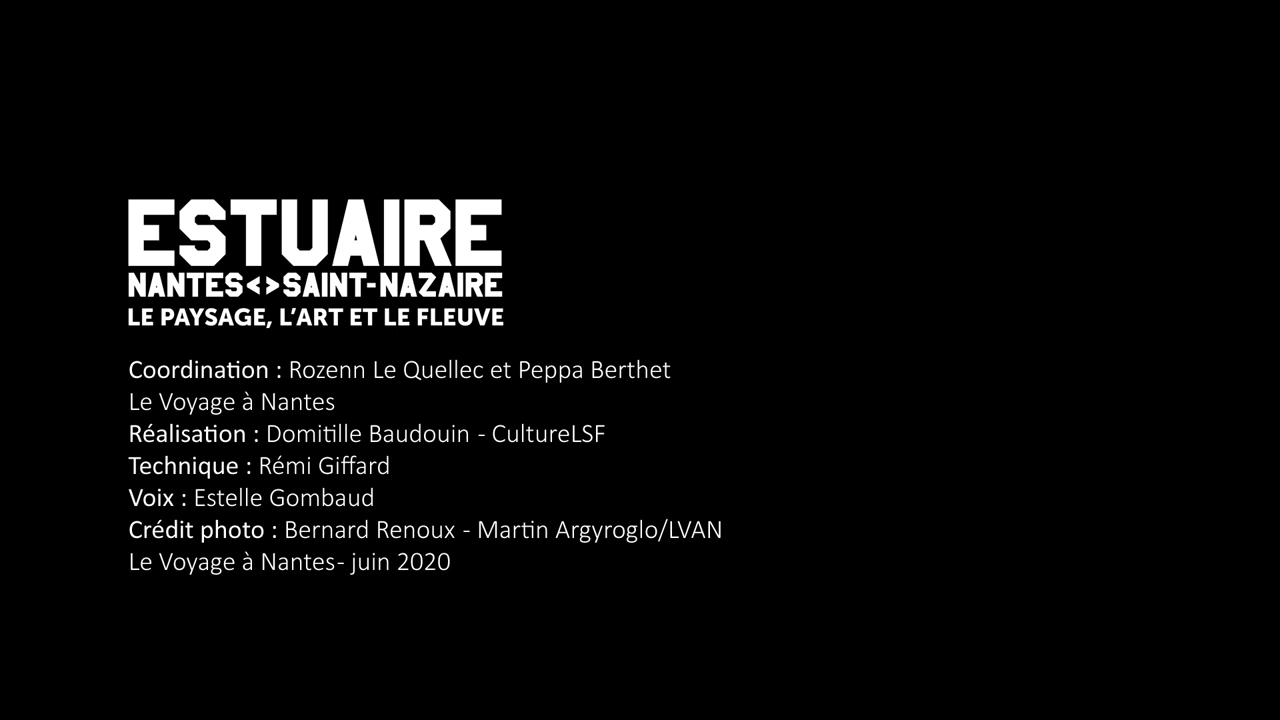 ESTUAIRE
NANTES<>SAINT-NAZAIRE
LE PAYSAGE, L'ART ET LE FLEUVE
Coordination : Rozenn Le Quellec et Peppa Berthet
Le Voyage à Nantes
Réalisation : Domitille Baudouin - CultureLSF
Technique : Rémi Giffard
Voix : Estelle Gombaud
Crédit photo : Bernard Renoux - Martin Argyroglo/LVAN
Le Voyage à Nantes- juin 2020